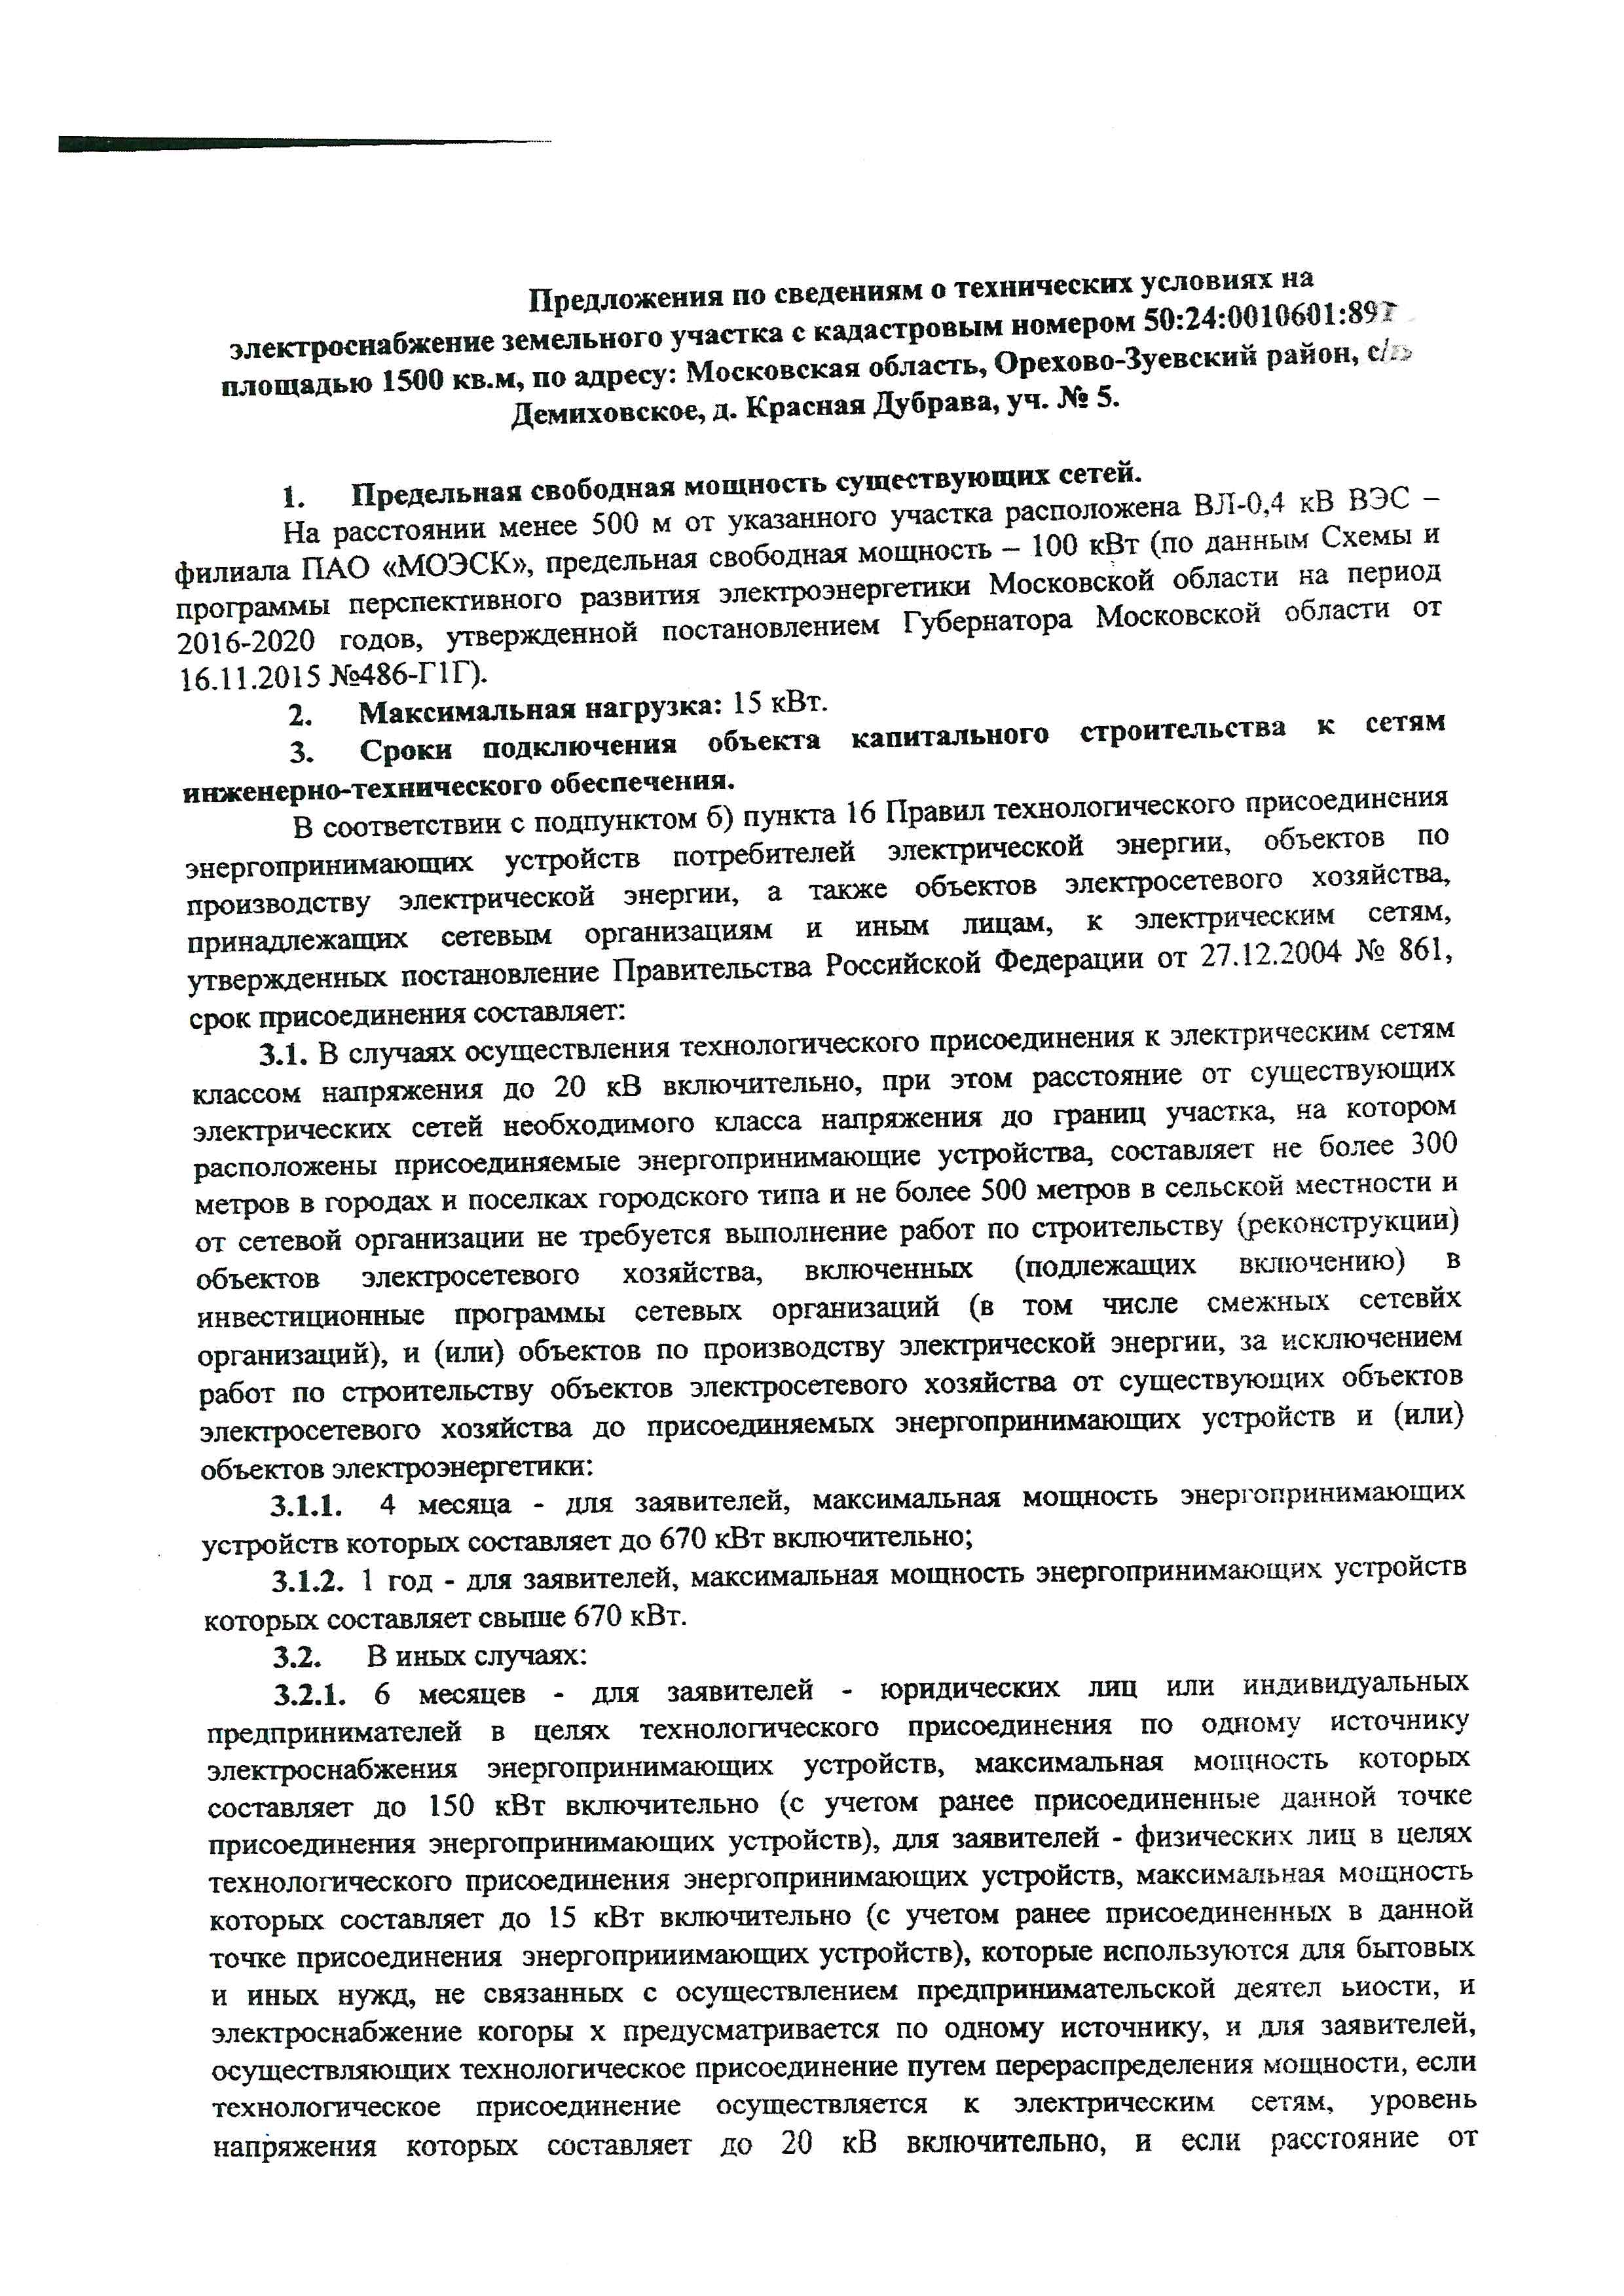 Предложения по сведениям о технических условиях на
электроснабжение земельного участка с кадастровым номером 50:24:0010601:897
площадью 1500 кв.м, по адресу: Московская область, Орехово-Зуевский район,
Демиховское, д. Красная Дубрава, уч. № 5.
1. Предельная свободная мощность существующих сетей.
На расстоянии менее 500 м от указанного участка расположена ВЛ-0,4 кВ ВЭС –
филиала ПАО «МОЭСК», предельная свободная мощность – 100 кВт (по данным Схемы и
программы перспективного развития электроэнергетики Московской области на период
2016-2020 годов, утвержденной постановлением Губернатора Московской области от
16.11.2015 №486-Г1Г).
2. Максимальная нагрузка: 15 кВт.
3. Сроки подключения объекта капитального строительства к сетям
инженерно-технического обеспечения.
В соответствии с подпунктом б) пункта 16 Правил технологического присоединения
энергопринимающих устройств потребителей электрической энергии, объектов по
производству электрической энергии, а также объектов электросетевого хозяйства,
принадлежащих сетевым организациям и иным лицам, к электрическим сетям,
утвержденных постановление Правительства Российской Федерации от 27.12.2004 № 861,
срок присоединения составляет:
3.1. В случаях осуществления технологического присоединения к электрическим сетям
классом напряжения до 20 кВ включительно, при этом расстояние от существующих
электрических сетей необходимого класса напряжения до границ участка, на котором
расположены присоединяемые энергопринимающие устройства, составляет не более 300
метров в городах и поселках городского типа и не более 500 метров в сельской местности и
от сетевой организации не требуется выполнение работ по строительству (реконструкции)
объектов электросетевого хозяйства, включенных (подлежащих включению) в
инвестиционные программы сетевых организаций (в том числе смежных сетевйх
организаций), и (или) объектов по производству электрической энергии, за исключением
работ по строительству объектов электросетевого хозяйства от существующих объектов
электросетевого хозяйства до присоединяемых энергопринимающих устройств и (или)
объектов электроэнергетики:
3.1.1. 4 месяца - для заявителей, максимальная мощность энергопринимающих
устройств которых составляет до 670 кВт включительно;
3.1.2. 1 год - для заявителей, максимальная мощность энергопринимающих устройств
которых составляет свыше 670 кВт.
3.2. В иных случаях:
3.2.1. 6 месяцев - для заявителей - юридических лиц или индивидуальных
предпринимателей в целях технологического присоединения по одному источнику
электроснабжения энергопринимающих устройств, максимальная мощность которых
составляет до 150 кВт включительно (с учетом ранее присоединенные данной точке
присоединения энергопринимающих устройств), для заявителей - физических лиц в целях
технологического присоединения энергопринимающих устройств, максимальная мощность
которых составляет до 15 кВт включительно (с учетом ранее присоединенных в данной
точке присоединения энергоприиимающих устройств), которые используются для бытовых
и иных нужд, не связанных с осуществлением предпринимательской деятел ьиости, и
электроснабжение когоры х предусматривается по одному источнику, и для заявителей,
осуществляющих технологическое присоединение путем перераспределения мощности, если
технологическое присоединение осуществляется к электрическим сетям, уровень
напряжения которых составляет до 20 кВ включительно, и если расстояние от